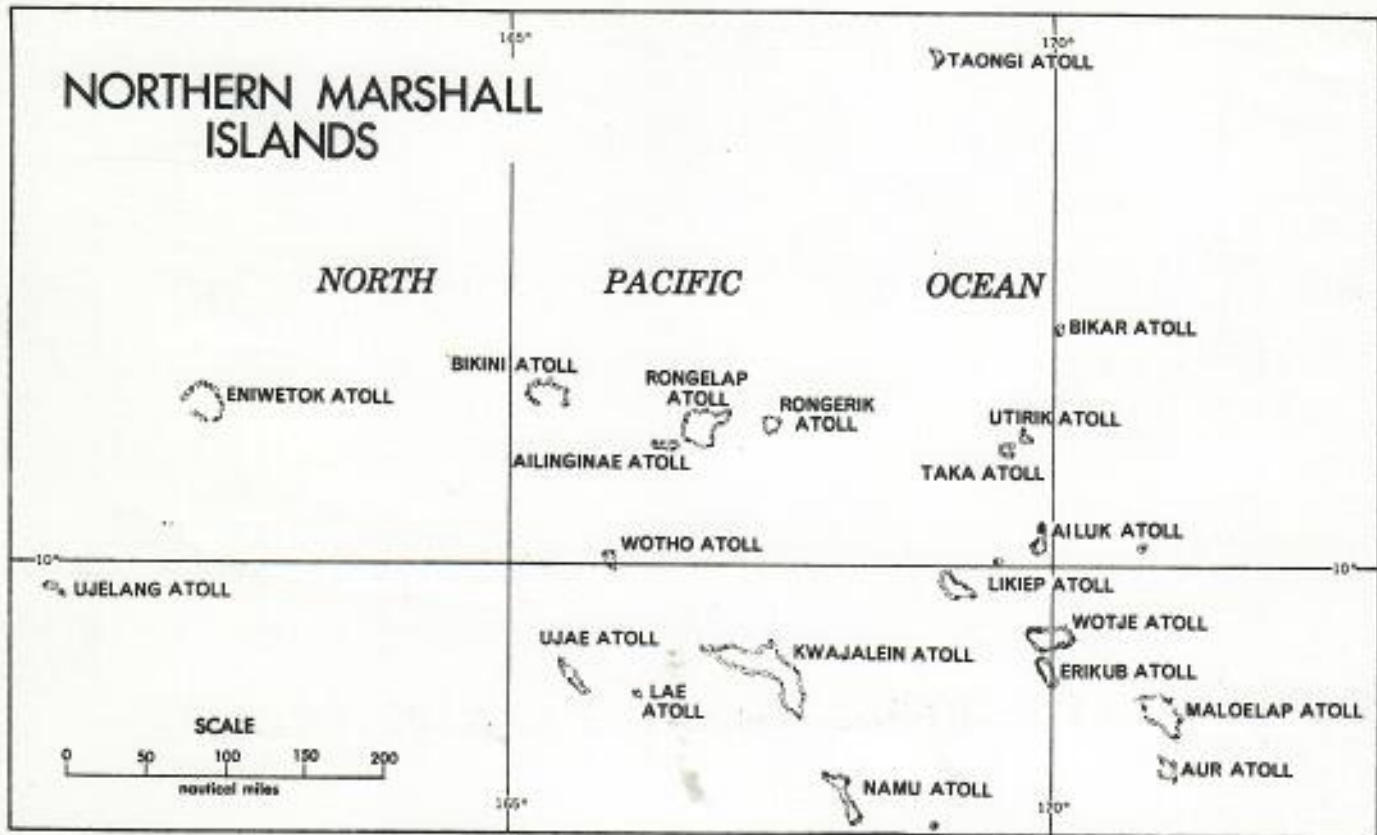 165°
170°
TAONGI ATOLL
NORTHERN MARSHALL
ISLANDS
NORTH PACIFIC OCEAN
BIKAR ATOLL
BIKINI ATOLL
ENIWETOK ATOLL
RONGELAP
ATOLL
RONGERIK
ATOLL
UTIRIK ATOLL
AILINGINAE ATOLL
TAKA ATOLL
WOTHO ATOLL
AILUK ATOLL
10°
10°
UJELANG ATOLL
LIKIEP ATOLL
WOTJE ATOLL
UJAE ATOLL
KWAJALEIN ATOLL
ERIKUB ATOLL
LAE
ATOLL
MALOELAP ATOLL
SCALE
0 50 100 150 200
nautical miles
AUR ATOLL
NAMU ATOLL
165°
170°